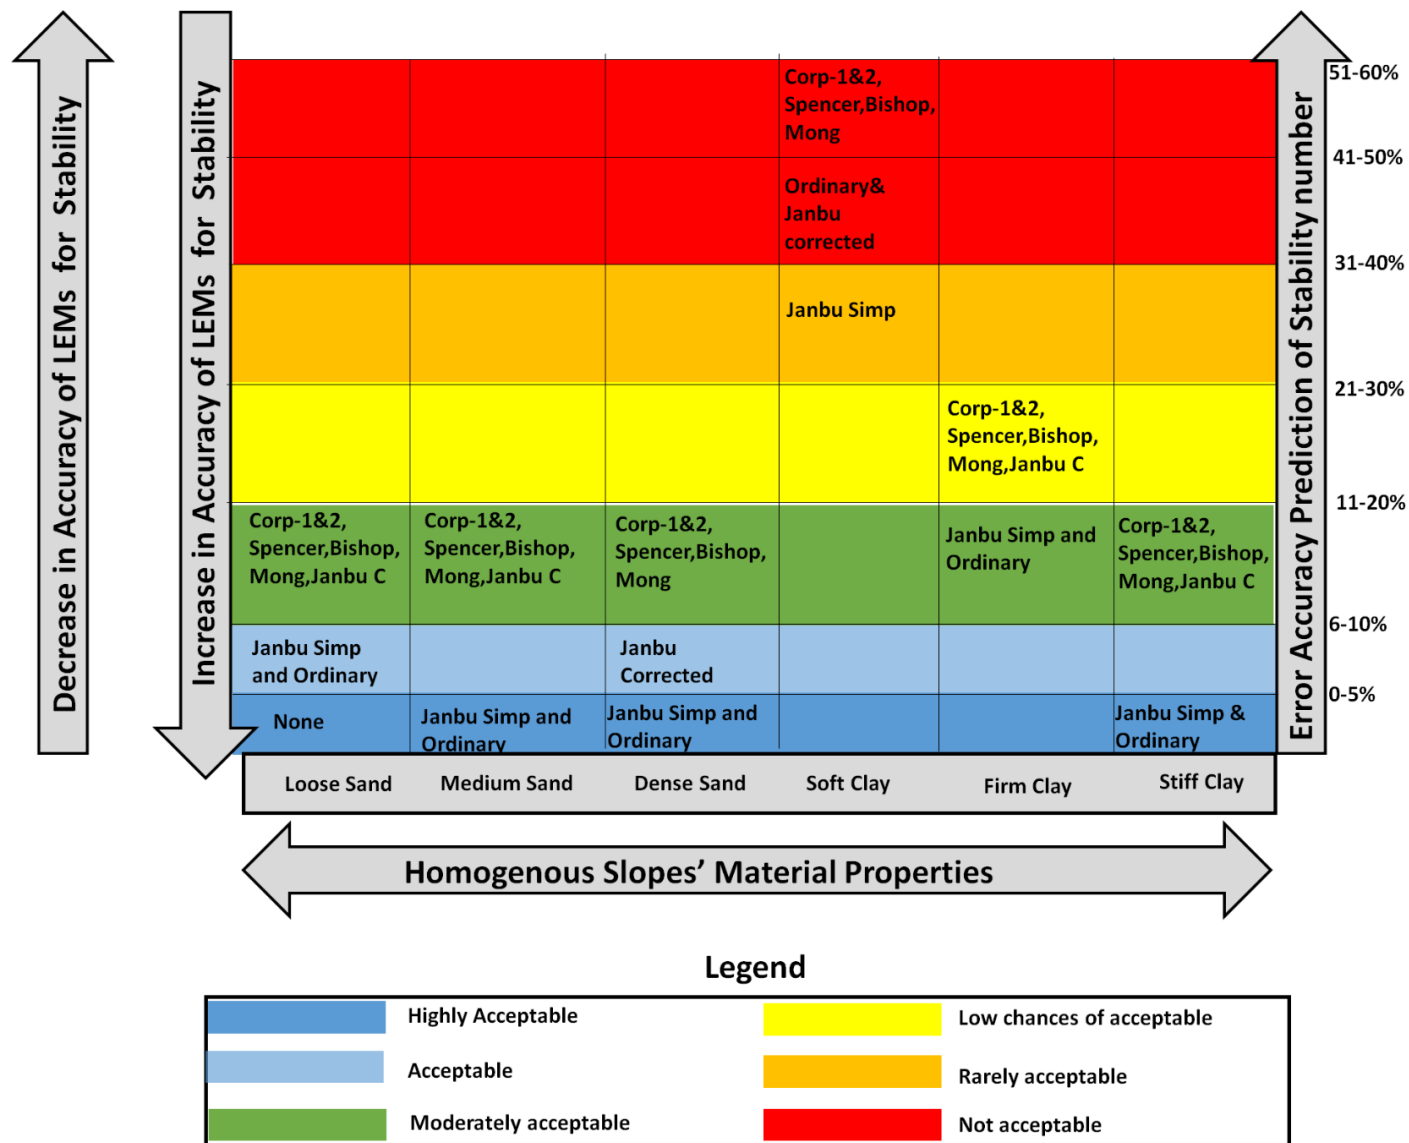 Decrease in Accuracy of LEMs for Stability
Increase in Accuracy of LEMs for Stability
Error Accuracy Prediction of Stability number
51-60%
41-50%
31-40%
21-30%
11-20%
6-10%
0-5%
Corp-1&2,
Spencer,Bishop,
Mong
Ordinary&
Janbu
corrected
Janbu Simp
Corp-1&2,
Spencer,Bishop,
Mong,Janbu C
Corp-1&2,
Spencer,Bishop,
Mong,Janbu C
Corp-1&2,
Spencer,Bishop,
Mong,Janbu C
Corp-1&2,
Spencer,Bishop,
Mong
Janbu Simp and
Ordinary
Corp-1&2,
Spencer,Bishop,
Mong,Janbu C
Janbu Simp
and Ordinary
Janbu
Corrected
None
Janbu Simp and
Ordinary
Janbu Simp and
Ordinary
Janbu Simp &
Ordinary
Loose Sand
Medium Sand
Dense Sand
Soft Clay
Firm Clay
Stiff Clay
Homogenous Slopes’ Material Properties
Legend
Highly Acceptable
Low chances of acceptable
Acceptable
Rarely acceptable
Moderately acceptable
Not acceptable